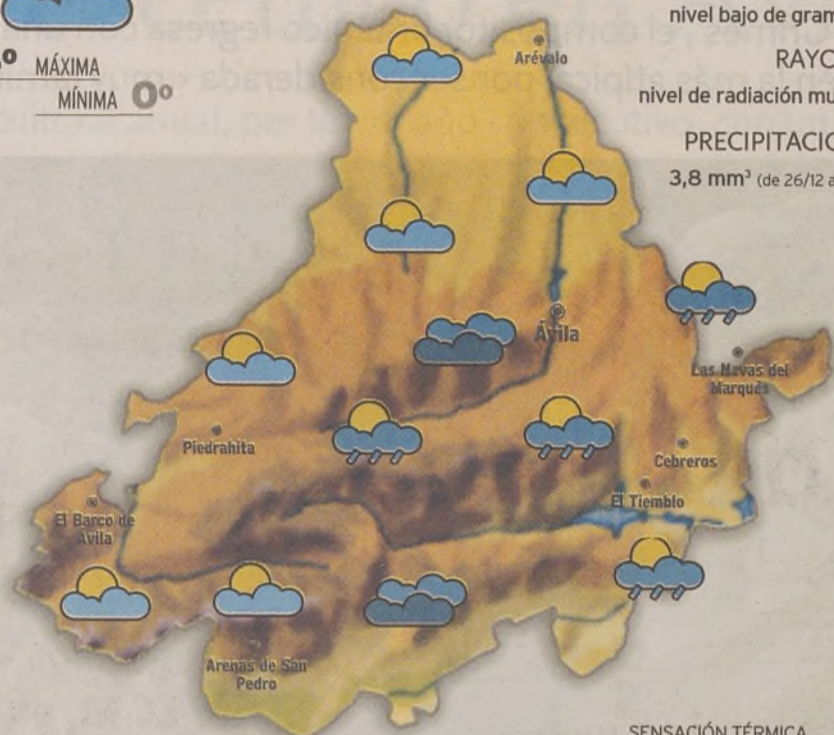 nivel bajo de gram
º MÁXIMA
MÍNIMA 0º
RAYO
nivel de radiación mu
PRECIPITACIO
3,8 mm³ (de 26/12 a
Arévalo
Ávila
Las Navas del
Marqués
Piedrahita
Cebreros
El Tiemblo
El Barco de
Ávila
Arenas de San
Pedro
SENSACIÓN TÉRMICA